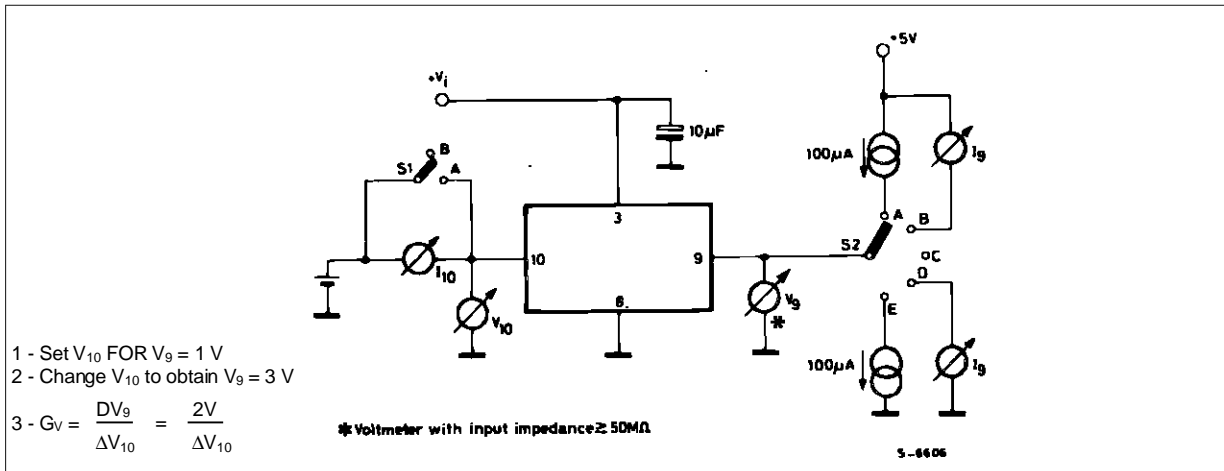 +5V
+Vi
10µF
B
S1
A
100µA
I9
3
A
B
S2
C
10
9
D
I10
6.
V9
*
E
V10
1 - Set V10 FOR V9 = 1 V
2 - Change V10 to obtain V9 = 3 V
100µA
I9
3 - GV = DV9 / ΔV10 = 2V / ΔV10
* Voltmeter with input impedance ≥ 50MΩ
S-6606